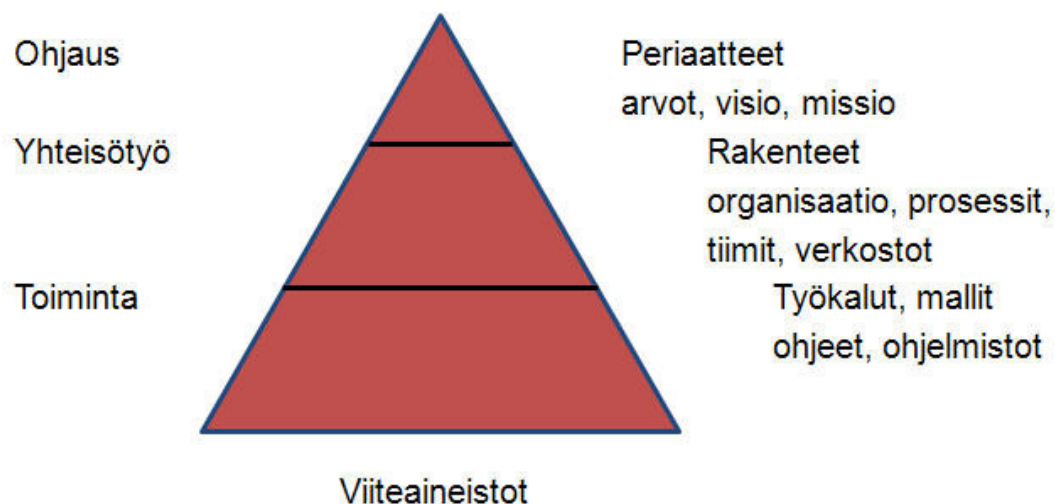 Ohjaus
Periaatteet
arvot, visio, missio
Yhteisötyö
Rakenteet
organisaatio, prosessit,
tiimit, verkostot
Toiminta
Työkalut, mallit
ohjeet, ohjelmistot
Viiteaineistot